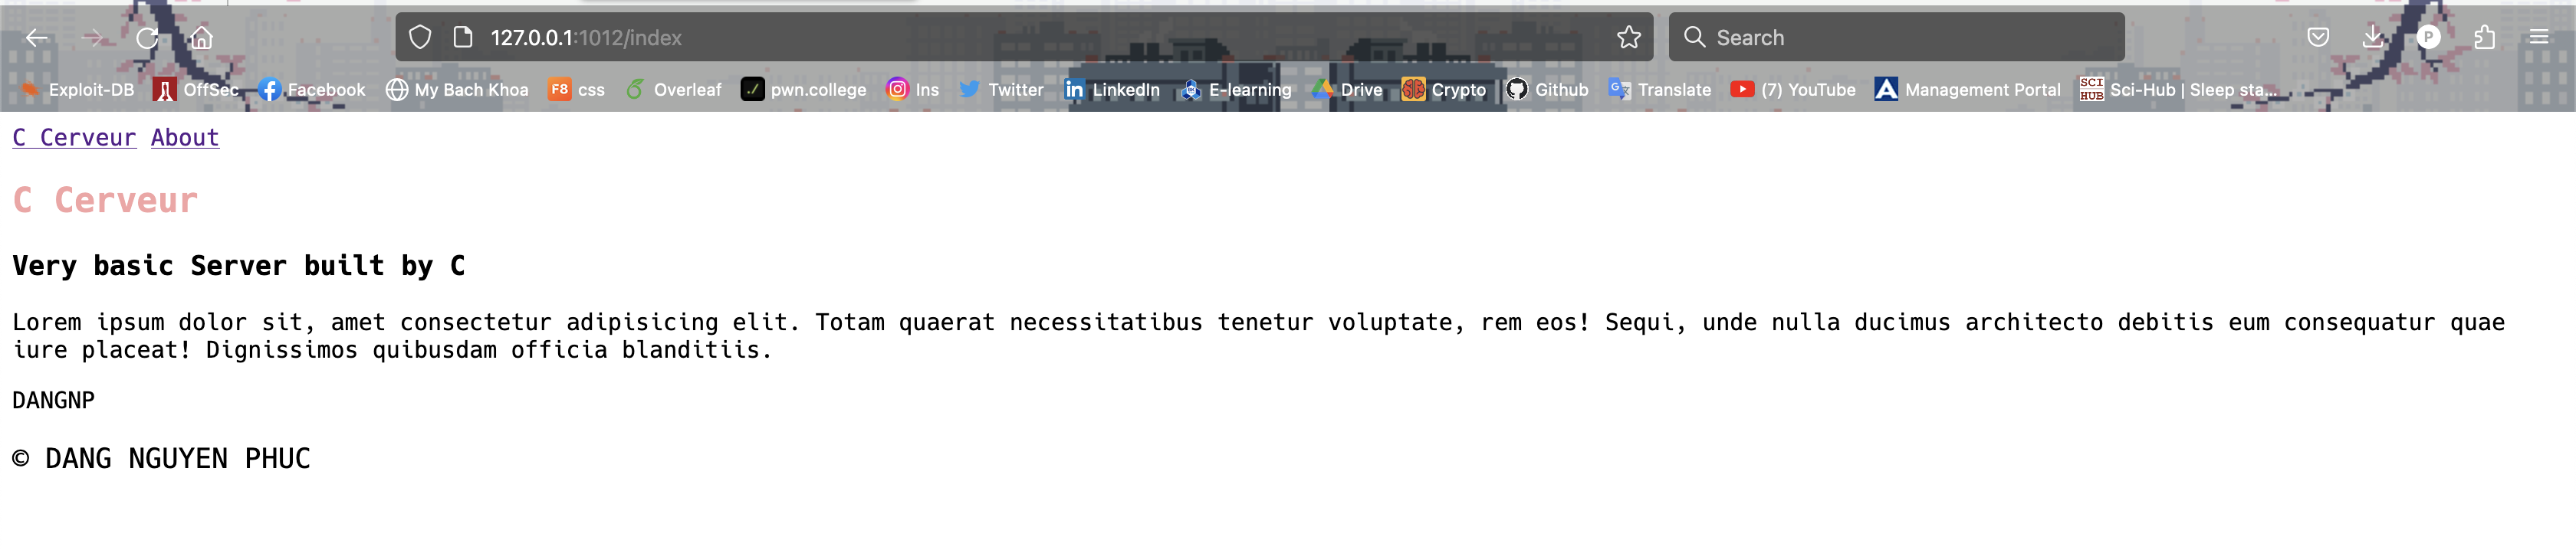 127.0.0.1:1012/index
Search
P
Exploit-DB OffSec Facebook My Bach Khoa F8 css Overleaf pwn.college Ins Twitter in LinkedIn E-learning Drive Crypto Github Translate (7) YouTube A Management Portal SCI HUB Sci-Hub | Sleep sta...
C Cerveur About
C Cerveur
Very basic Server built by C
Lorem ipsum dolor sit, amet consectetur adipisicing elit. Totam quaerat necessitatibus tenetur voluptate, rem eos! Sequi, unde nulla ducimus architecto debitis eum consequatur quae
iure placeat! Dignissimos quibusdam officia blanditiis.
DANGNP
© DANG NGUYEN PHUC